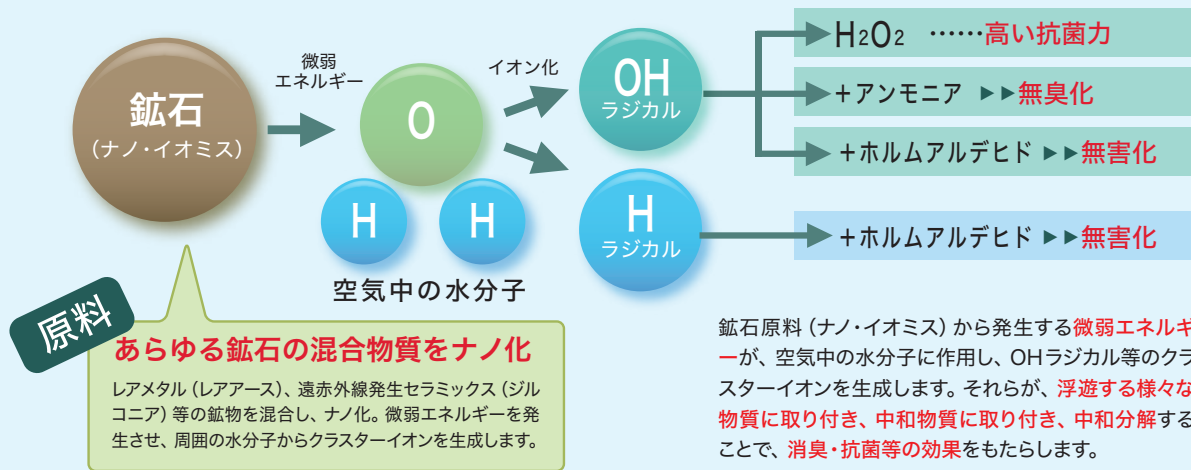 鉱石
（ナノ・イオミス）
微弱
エネルギー
O
H
H
空気中の水分子
イオン化
OH
ラジカル
H
ラジカル
H2O2 ……高い抗菌力
+アンモニア ▶▶無臭化
+ホルムアルデヒド ▶▶無害化
+ホルムアルデヒド ▶▶無害化
原料
あらゆる鉱石の混合物質をナノ化
レアメタル（レアアース）、遠赤外線発生セラミックス（ジル
コニア）等の鉱物を混合し、ナノ化。微弱エネルギーを発
生させ、周囲の水分子からクラスターイオンを生成します。
鉱石原料（ナノ・イオミス）から発生する微弱エネルギ
ーが、空気中の水分子に作用し、OHラジカル等のクラ
スターイオンを生成します。それらが、浮遊する様々な
物質に取り付き、中和物質に取り付き、中和分解する
ことで、消臭・抗菌等の効果をもたらします。